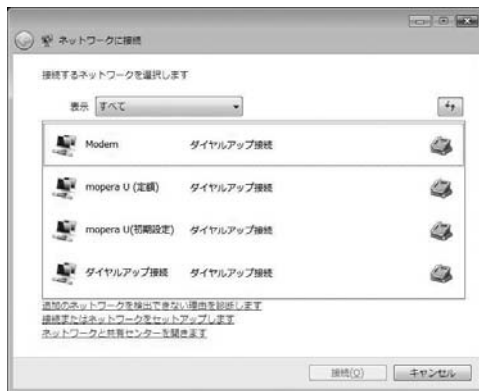 ネットワークに接続
接続するネットワークを選択します
表示 すべて
Modem ダイヤルアップ接続
mopera U (定額) ダイヤルアップ接続
mopera U(初期設定) ダイヤルアップ接続
ダイヤルアップ接続 ダイヤルアップ接続
追加のネットワークを検出できない理由を診断します
接続またはネットワークをセットアップします
ネットワークと共有センターを開きます
接続(O) キャンセル